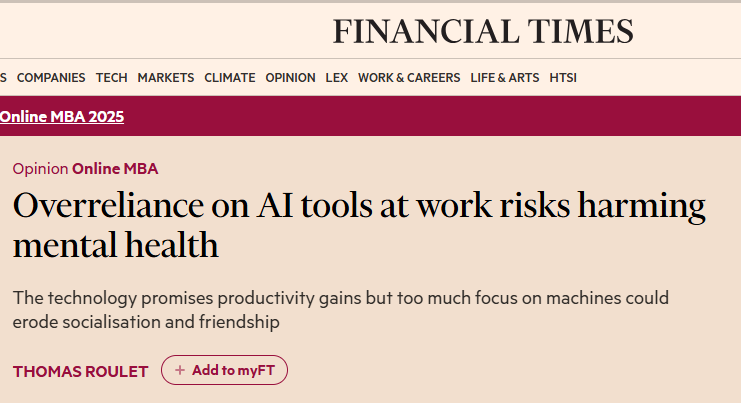 FINANCIAL TIMES
S COMPANIES TECH MARKETS CLIMATE OPINION LEX WORK & CAREERS LIFE & ARTS HTSI
Online MBA 2025
Opinion Online MBA
Overreliance on AI tools at work risks harming
mental health
The technology promises productivity gains but too much focus on machines could
erode socialisation and friendship
THOMAS ROULET + Add to myFT